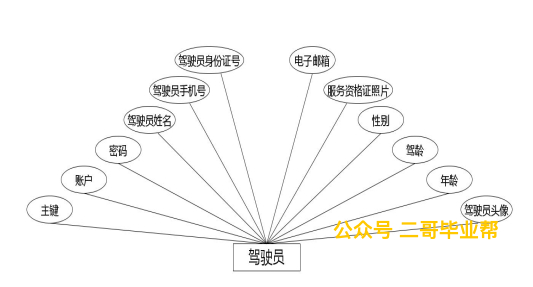 驾驶员身份证号
电子邮箱
驾驶员手机号
服务资格证照片
驾驶员姓名
性别
密码
驾龄
账户
年龄
主键
驾驶员头像
公众号 二哥毕业帮
驾驶员